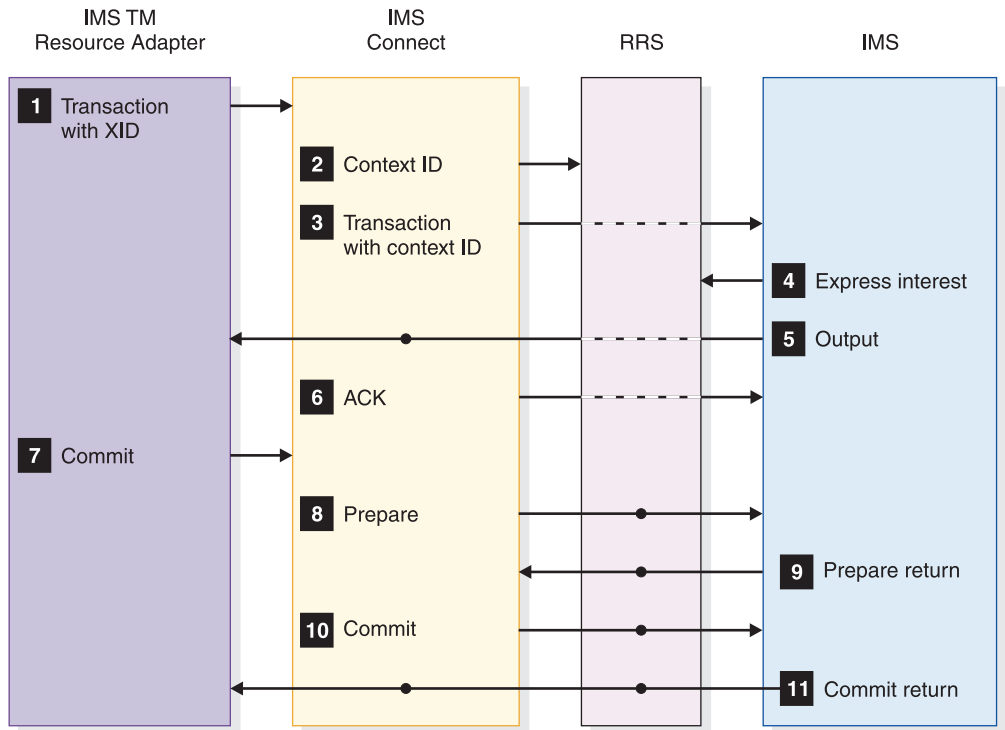 IMS TM
Resource Adapter
IMS
Connect
RRS
IMS
1 Transaction
with XID
2 Context ID
3 Transaction
with context ID
4 Express interest
5 Output
6 ACK
7 Commit
8 Prepare
9 Prepare return
10 Commit
11 Commit return